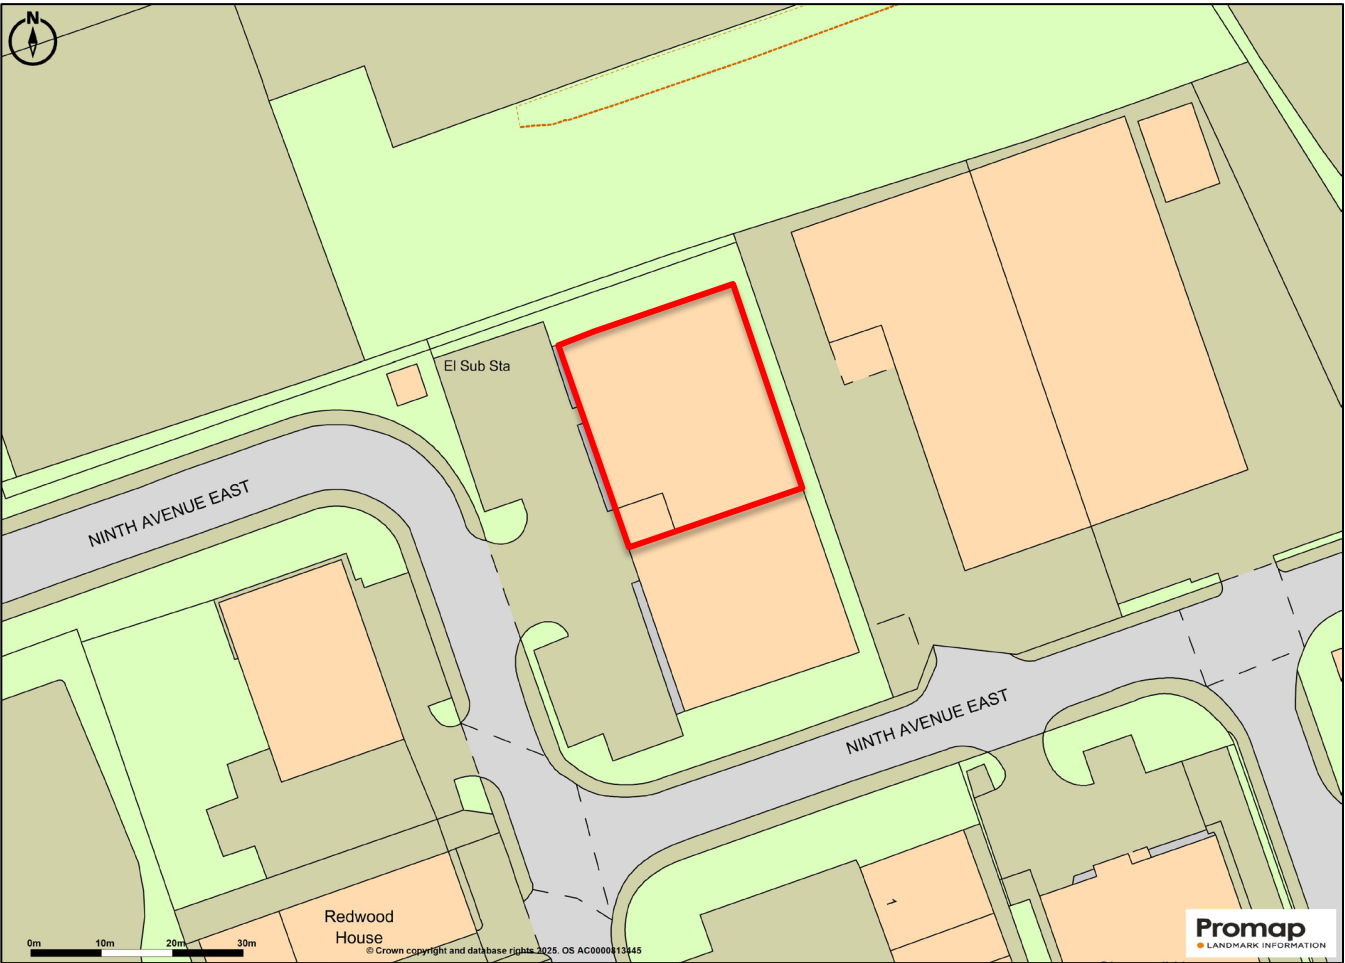 N
El Sub Sta
NINTH AVENUE EAST
NINTH AVENUE EAST
1
Redwood
House
0m 10m 20m 30m
© Crown copyright and database rights 2025. OS AC0000813445
Promap
LANDMARK INFORMATION